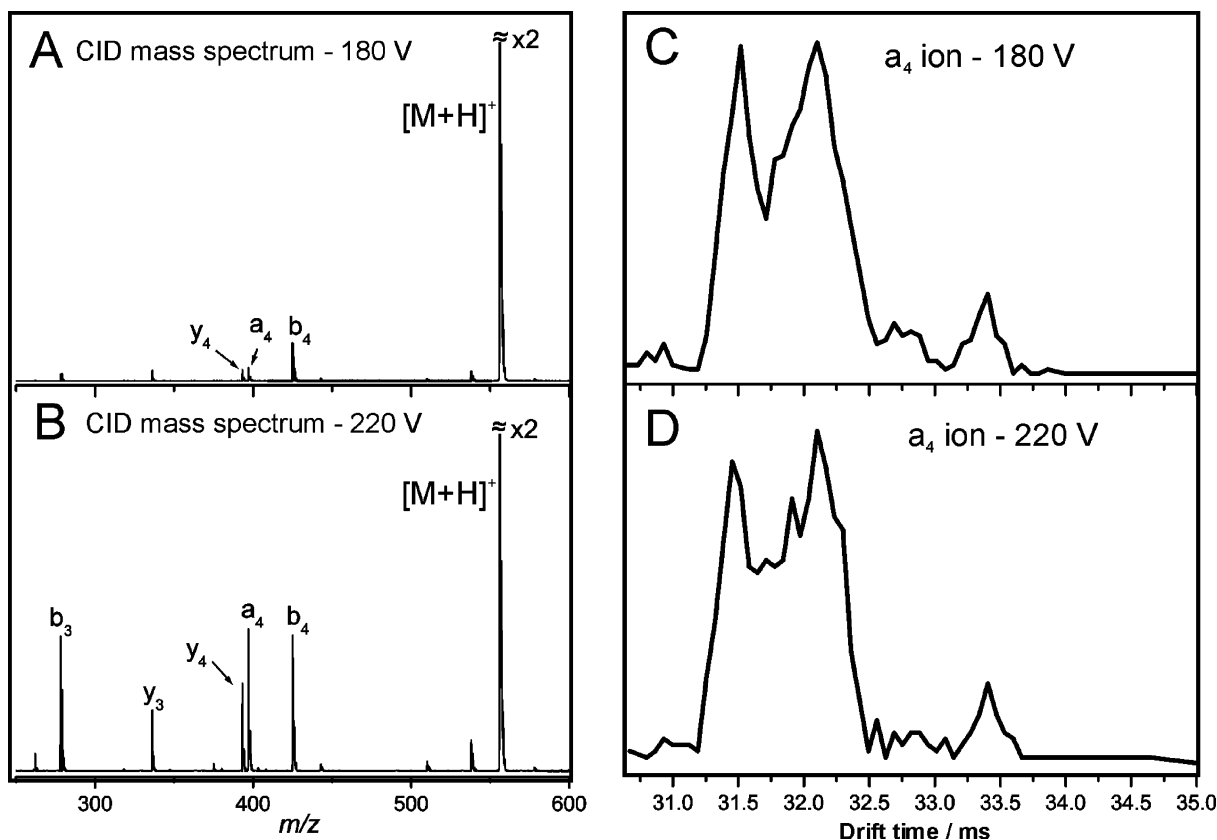 A CID mass spectrum - 180 V
≈ x2
[M+H]+
y4
a4
b4
B CID mass spectrum - 220 V
≈ x2
[M+H]+
b3
y3
y4
a4
b4
300 400 500 600
m/z
C a4 ion - 180 V
D a4 ion - 220 V
31.0 31.5 32.0 32.5 33.0 33.5 34.0 34.5 35.0
Drift time / ms